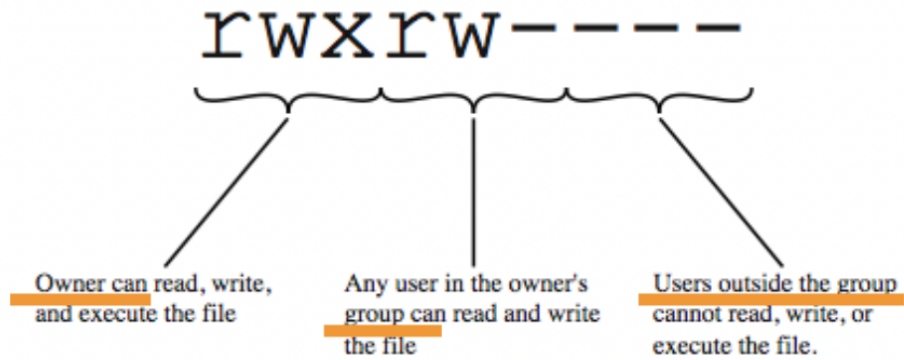 rwxrw----
Owner can read, write,
and execute the file
Any user in the owner's
group can read and write
the file
Users outside the group
cannot read, write, or
execute the file.